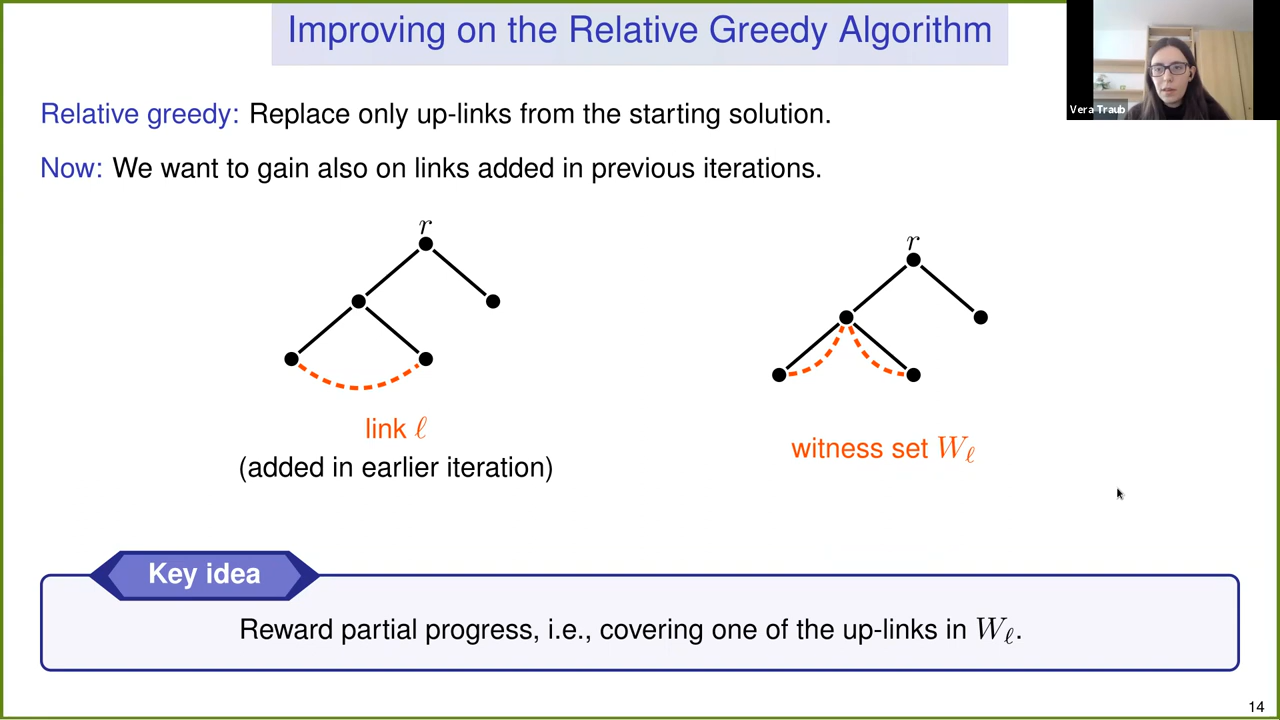 Improving on the Relative Greedy Algorithm
Vera Traub
Relative greedy: Replace only up-links from the starting solution.
Now: We want to gain also on links added in previous iterations.
r
r
link ℓ
(added in earlier iteration)
witness set W_ℓ
Key idea
Reward partial progress, i.e., covering one of the up-links in W_ℓ.
14